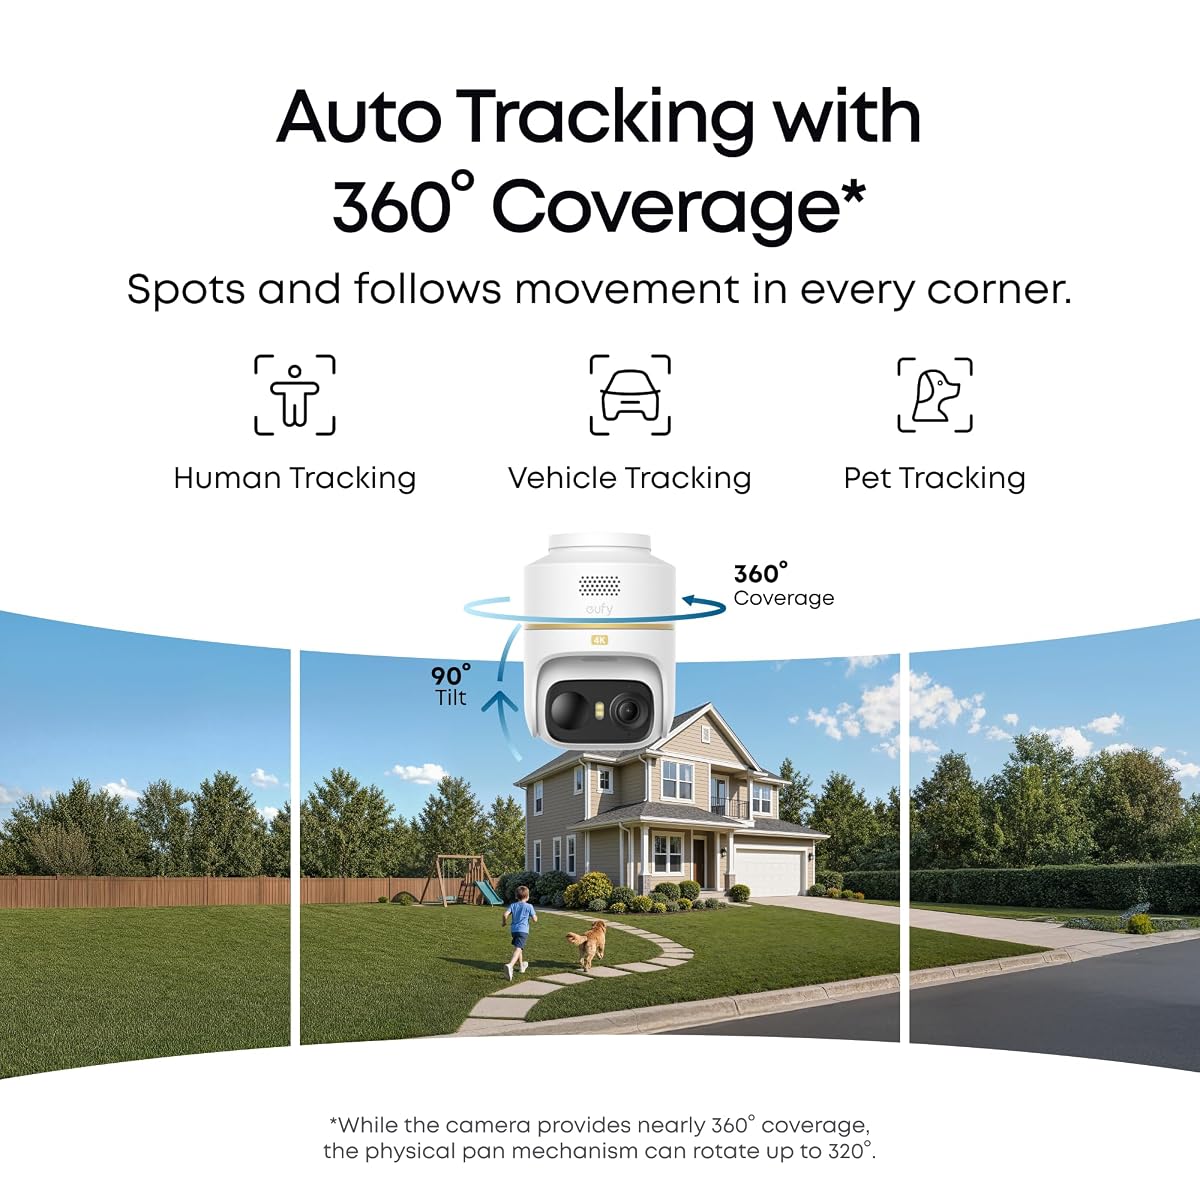 Auto Tracking with
360° Coverage*
Spots and follows movement in every corner.
Human Tracking
Vehicle Tracking
Pet Tracking
360°
Coverage
eufy
4K
90°
Tilt
*While the camera provides nearly 360° coverage,
the physical pan mechanism can rotate up to 320°.